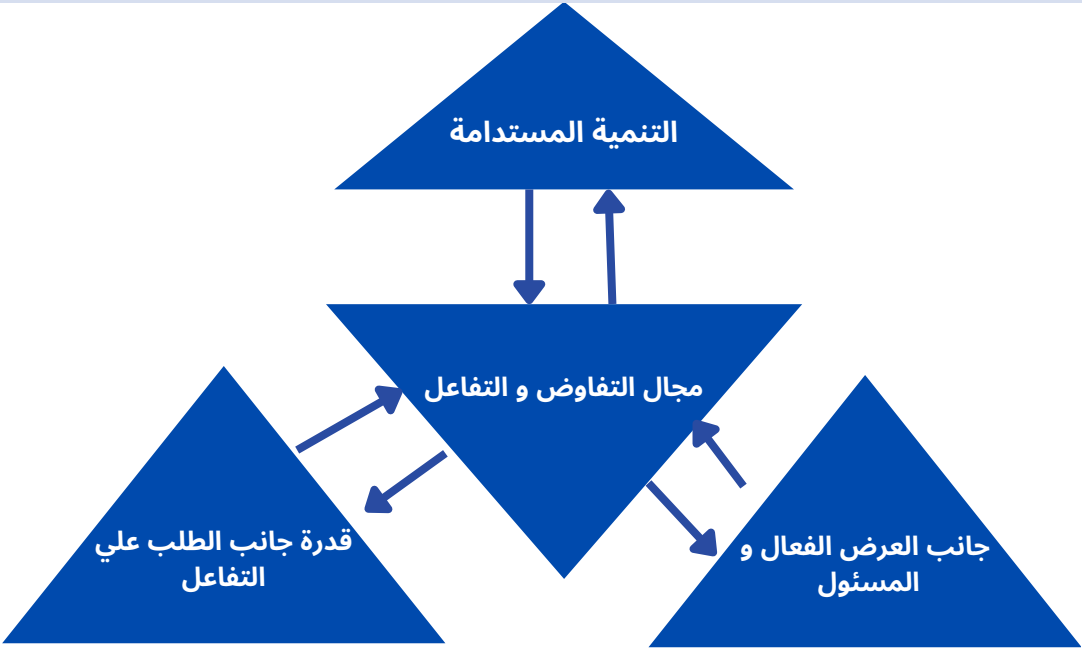 التنمية المستدامة
مجال التفاوض و التفاعل
جانب العرض الفعال و
المسئول
قدرة جانب الطلب علي
التفاعل